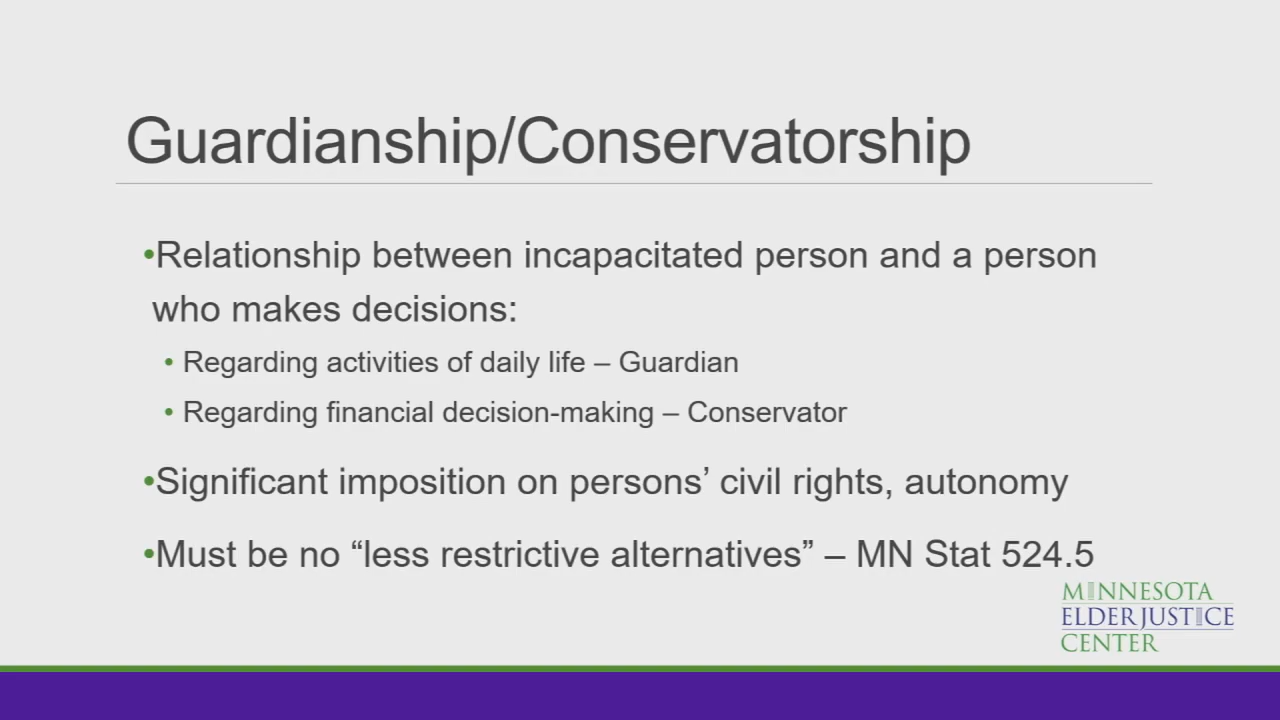 Guardianship/Conservatorship
•Relationship between incapacitated person and a person
who makes decisions:
• Regarding activities of daily life – Guardian
• Regarding financial decision-making – Conservator
•Significant imposition on persons’ civil rights, autonomy
•Must be no “less restrictive alternatives” – MN Stat 524.5
MINNESOTA
ELDER JUSTICE
CENTER